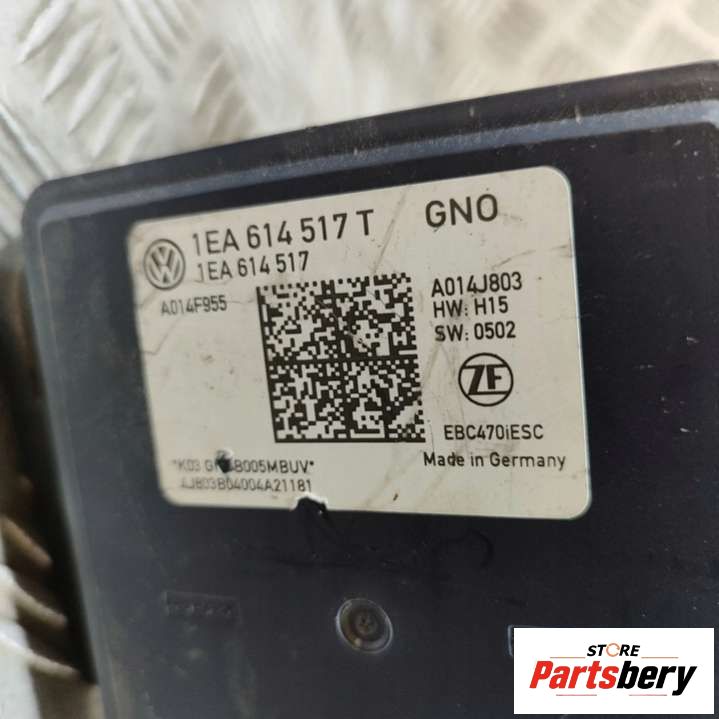 1EA 614 517 T GNO
1EA 614 517
A014F955
A014J803
HW: H15
SW: 0502
ZF
EBC470iESC
Made in Germany
4J803B04004A21181
STORE
Partsbery